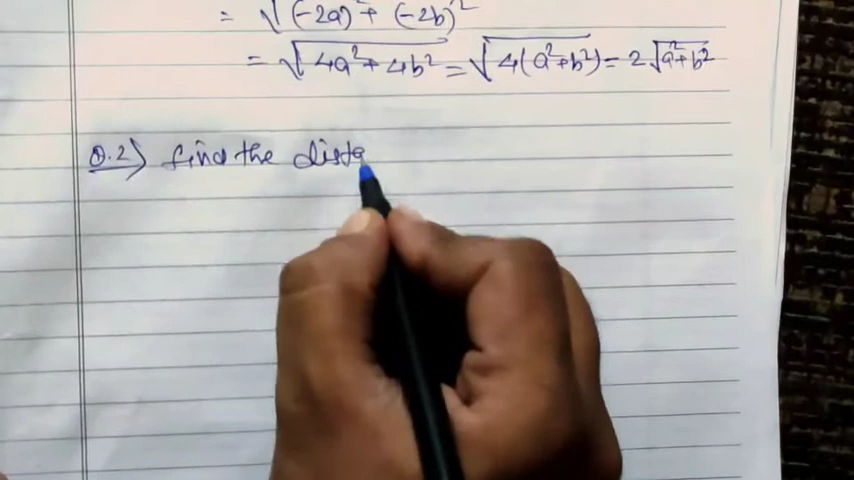 = √(-2a)² + (-2b)²
= √4a² + 4b² = √4(a² + b²) = 2√a² + b²
Q.2) find the dista